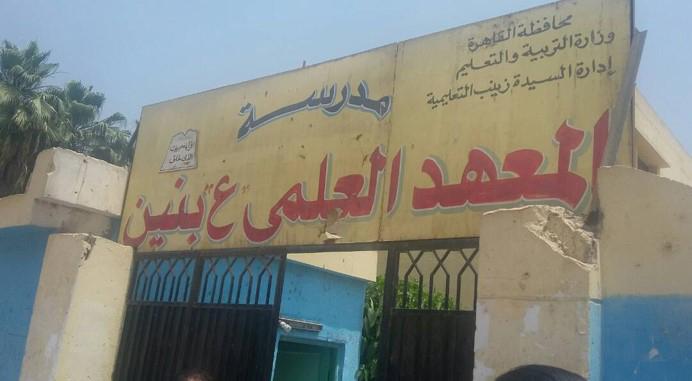 محافظة القاهرة
وزارة التربية والتعليم
إدارة السيدة زينب التعليمية
مدرسة
المعهد العلمى "ع" بنين